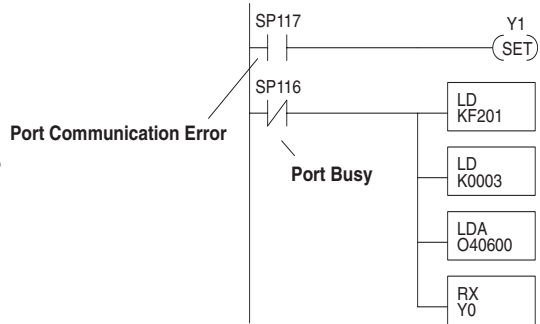 SP117
Y1
SET
SP116
LD
KF201
Port Communication Error
Port Busy
LD
K0003
LDA
O40600
RX
Y0